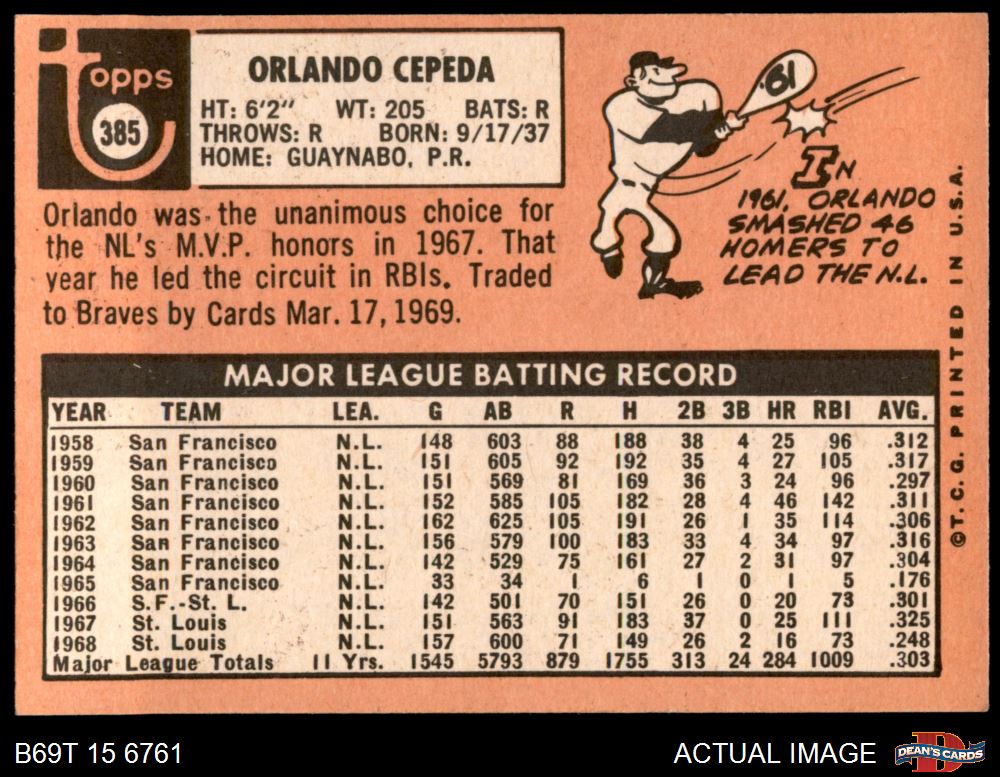 Topps
385
ORLANDO CEPEDA
HT: 6'2" WT: 205 BATS: R
THROWS: R BORN: 9/17/37
HOME: GUAYNABO, P.R.
Orlando was the unanimous choice for
the NL's M.V.P. honors in 1967. That
year he led the circuit in RBIs. Traded
to Braves by Cards Mar. 17, 1969.
'61
IN
1961, ORLANDO
SMASHED 46
HOMERS TO
LEAD THE N.L.
MAJOR LEAGUE BATTING RECORD
YEAR TEAM LEA. G AB R H 2B 3B HR RBI AVG.
1958 San Francisco N.L. 148 603 88 188 38 4 25 96 .312
1959 San Francisco N.L. 151 605 92 192 35 4 27 105 .317
1960 San Francisco N.L. 151 569 81 169 36 3 24 96 .297
1961 San Francisco N.L. 152 585 105 182 28 4 46 142 .311
1962 San Francisco N.L. 162 625 105 191 26 1 35 114 .306
1963 San Francisco N.L. 156 579 100 183 33 4 34 97 .316
1964 San Francisco N.L. 142 529 75 161 27 2 31 97 .304
1965 San Francisco N.L. 33 34 1 6 1 0 1 5 .176
1966 S.F.-St. L. N.L. 142 501 70 151 26 0 20 73 .301
1967 St. Louis N.L. 151 563 91 183 37 0 25 111 .325
1968 St. Louis N.L. 157 600 71 149 26 2 16 73 .248
Major League Totals 11 Yrs. 1545 5793 879 1755 313 24 284 1009 .303
©T.C.G. PRINTED IN U.S.A.
B69T 15 6761
ACTUAL IMAGE
D
DEAN'S CARDS